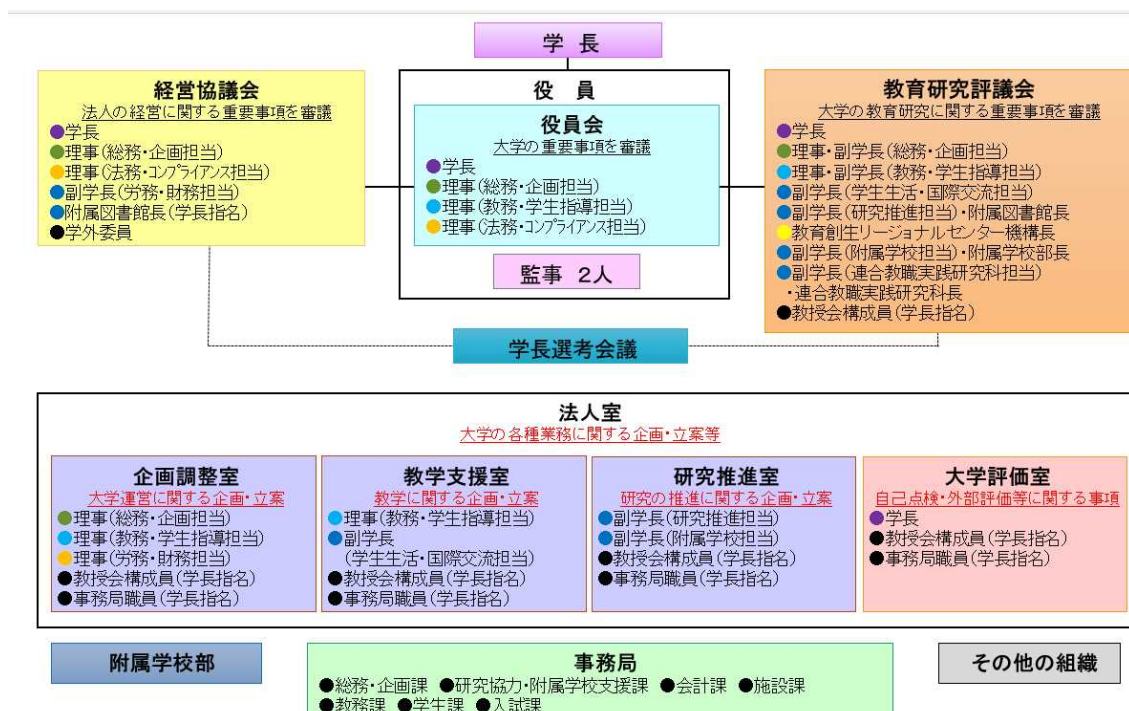 学 長
経営協議会
法人の経営に関する重要事項を審議
●学長
●理事(総務・企画担当)
●理事(法務・コンプライアンス担当)
●副学長(労務・財務担当)
●附属図書館長(学長指名)
●学外委員
役 員
役員会
大学の重要事項を審議
●学長
●理事(総務・企画担当)
●理事(教務・学生指導担当)
●理事(法務・コンプライアンス担当)
監事 2人
教育研究評議会
大学の教育研究に関する重要事項を審議
●学長
●理事・副学長(総務・企画担当)
●理事・副学長(教務・学生指導担当)
●副学長(学生生活・国際交流担当)
●副学長(研究推進担当)・附属図書館長
●教育創生リージョナルセンター機構長
●副学長(附属学校担当)・附属学校部長
●副学長(連合教職実践研究科担当)
・連合教職実践研究科長
●教授会構成員(学長指名)
学長選考会議
法人室
大学の各種業務に関する企画・立案等
企画調整室
大学運営に関する企画・立案
●理事(総務・企画担当)
●理事(教務・学生指導担当)
●理事(労務・財務担当)
●教授会構成員(学長指名)
●事務局職員(学長指名)
教学支援室
教学に関する企画・立案
●理事(教務・学生指導担当)
●副学長
(学生生活・国際交流担当)
●教授会構成員(学長指名)
●事務局職員(学長指名)
研究推進室
研究の推進に関する企画・立案
●副学長(研究推進担当)
●副学長(附属学校担当)
●教授会構成員(学長指名)
●事務局職員(学長指名)
大学評価室
自己点検・外部評価等に関する事項
●学長
●教授会構成員(学長指名)
●事務局職員(学長指名)
附属学校部
事務局
●総務・企画課 ●研究協力・附属学校支援課 ●会計課 ●施設課
●教務課 ●学生課 ●入試課
その他の組織